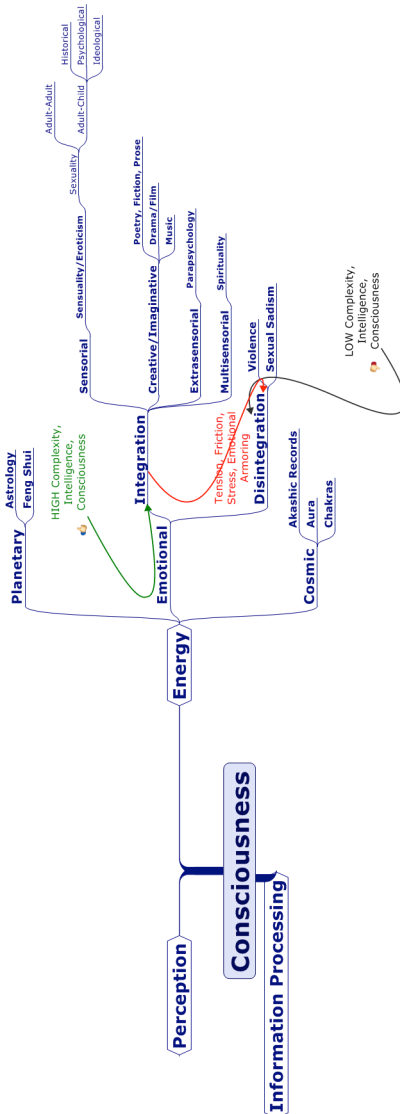 Consciousness
Perception
Information Processing
Energy
Planetary
Astrology
Feng Shui
HIGH Complexity,
Intelligence,
Consciousness
Emotional
Integration
Sensorial
Sensuality/Eroticism
Sexuality
Adult-Adult
Adult-Child
Historical
Psychological
Ideological
Creative/Imaginative
Poetry, Fiction, Prose
Drama/Film
Music
Extrasensorial
Parapsychology
Multisensorial
Spirituality
Tension, Friction,
Stress, Emotional
Armoring
Disintegration
Violence
Sexual Sadism
Cosmic
Akashic Records
Aura
Chakras
LOW Complexity,
Intelligence,
Consciousness